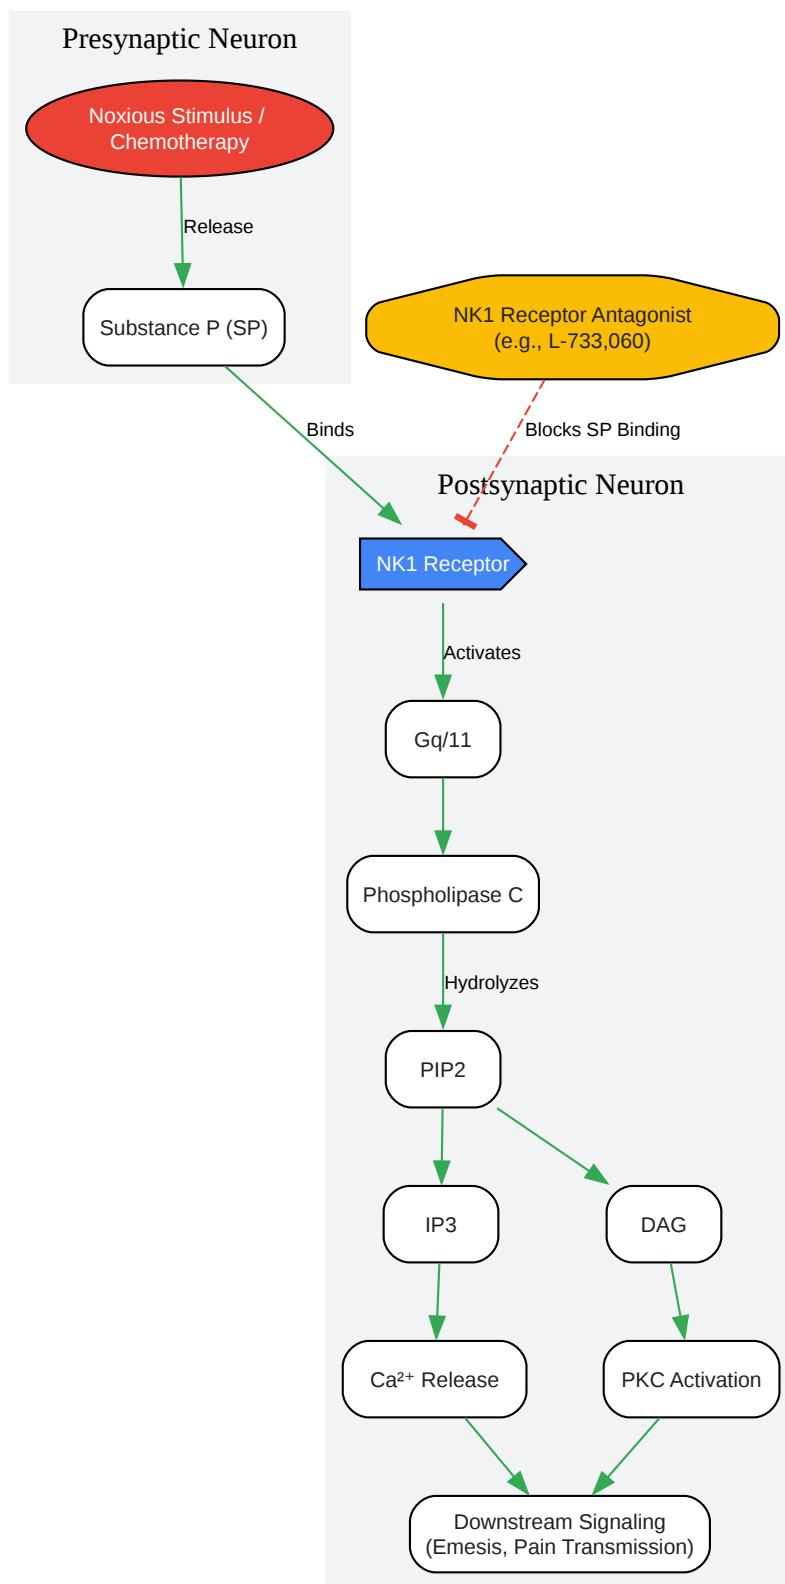 Presynaptic Neuron
Noxious Stimulus /
Chemotherapy
Release
Substance P (SP)
NK1 Receptor Antagonist
(e.g., L-733,060)
Binds
Blocks SP Binding
Postsynaptic Neuron
NK1 Receptor
Activates
Gq/11
Phospholipase C
Hydrolyzes
PIP2
IP3
DAG
Ca²⁺ Release
PKC Activation
Downstream Signaling
(Emesis, Pain Transmission)